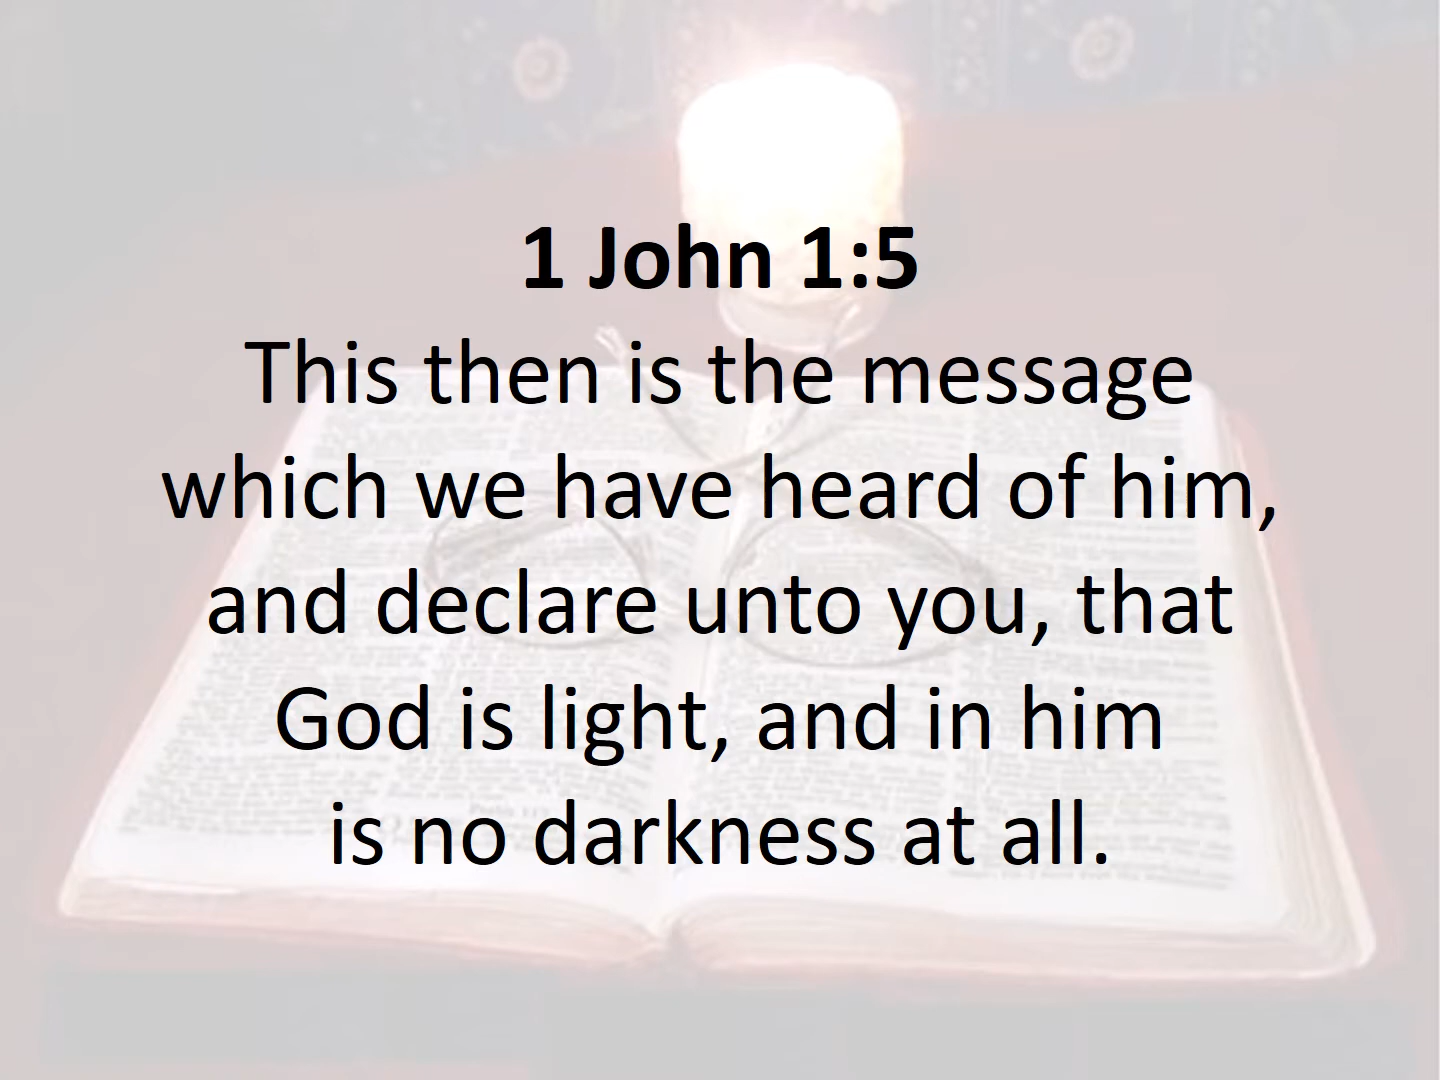 1 John 1:5
This then is the message
which we have heard of him,
and declare unto you, that
God is light, and in him
is no darkness at all.